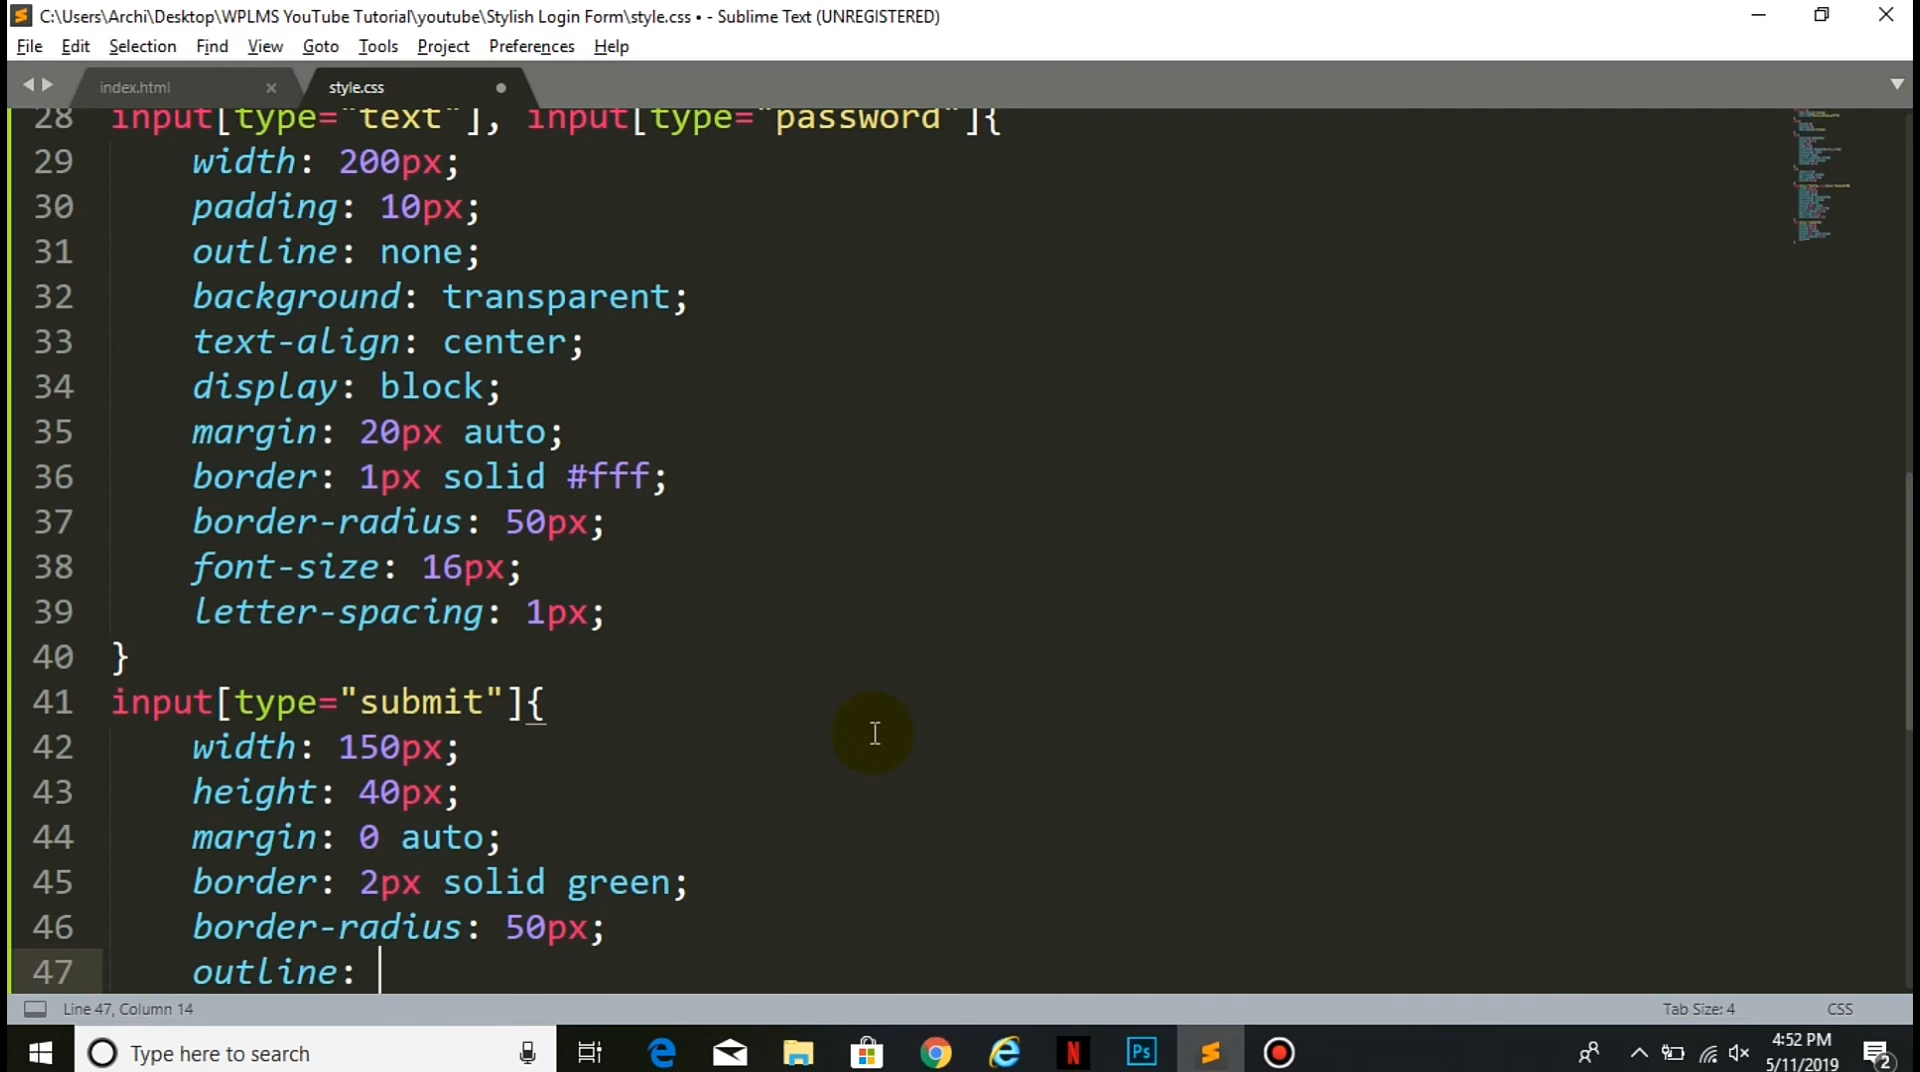 C:\Users\Archi\Desktop\WPLMS YouTube Tutorial\youtube\Stylish Login Form\style.css • - Sublime Text (UNREGISTERED)
File Edit Selection Find View Goto Tools Project Preferences Help
index.html × style.css
28 input[type="text"], input[type="password"]{
29 width: 200px;
30 padding: 10px;
31 outline: none;
32 background: transparent;
33 text-align: center;
34 display: block;
35 margin: 20px auto;
36 border: 1px solid #fff;
37 border-radius: 50px;
38 font-size: 16px;
39 letter-spacing: 1px;
40 }
41 input[type="submit"]{
42 width: 150px;
43 height: 40px;
44 margin: 0 auto;
45 border: 2px solid green;
46 border-radius: 50px;
47 outline:
Line 47, Column 14 Tab Size: 4 CSS
Type here to search
N
Ps
4:52 PM
5/11/2019
2